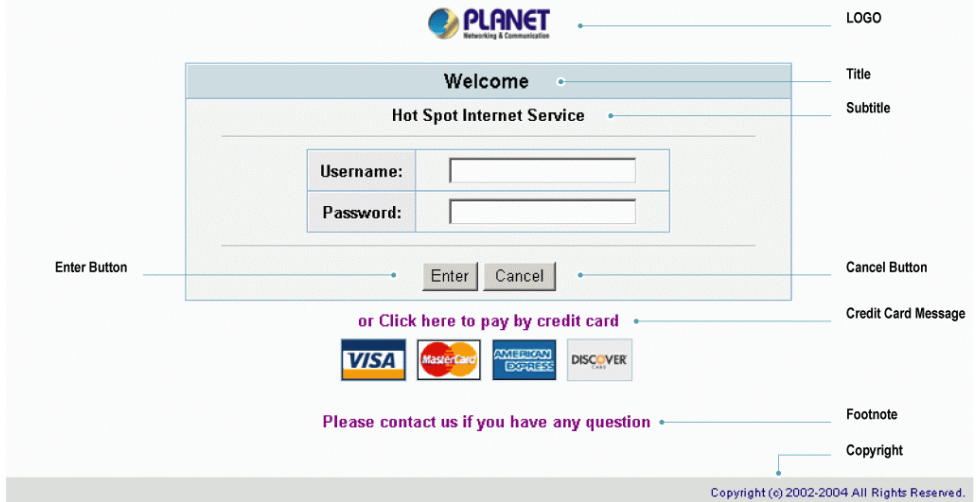 PLANET
Networking & Communication
LOGO
Welcome
Title
Hot Spot Internet Service
Subtitle
Username:
Password:
Enter Button
Enter
Cancel
Cancel Button
or Click here to pay by credit card
Credit Card Message
VISA
MasterCard
AMERICAN
EXPRESS
DISCOVER
CARD
Please contact us if you have any question
Footnote
Copyright
Copyright (c) 2002-2004 All Rights Reserved.